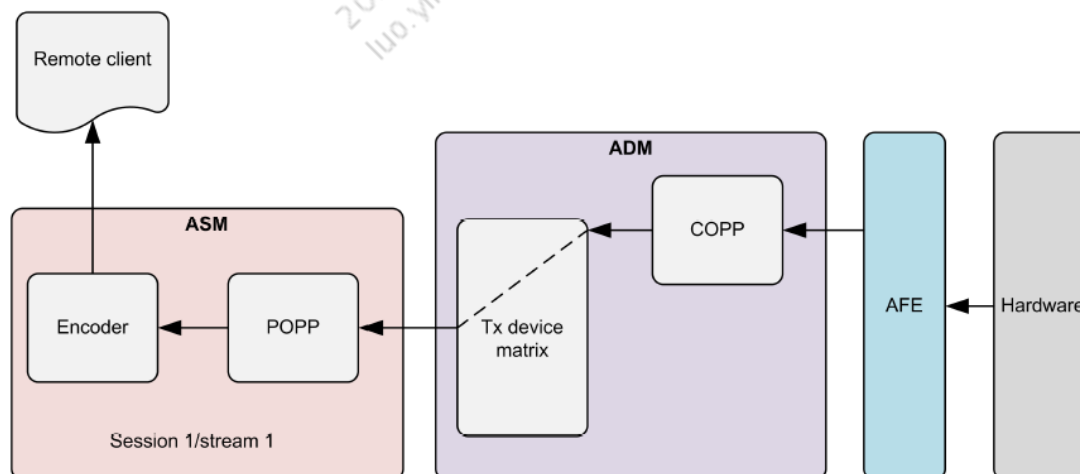 Remote client
ADM
COPP
ASM
Encoder
POPP
Tx device
matrix
AFE
Hardware
Session 1/stream 1